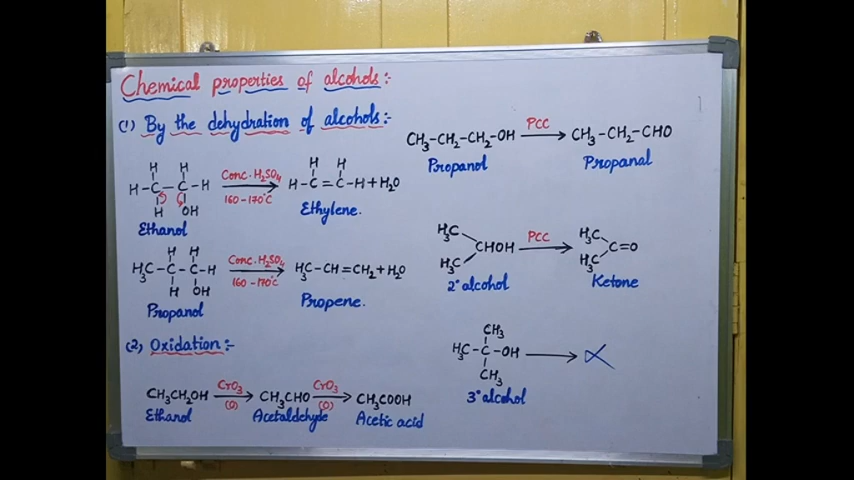 Chemical properties of alcohols:-
(1) By the dehydration of alcohols:-
H H
H-C-C-H Conc. H₂SO₄ H-C=C-H+H₂O
H H
H OH 160-170°C
Ethanol Ethylene.
H H
H₃C-C-C-H Conc. H₂SO₄ H₃C-CH=CH₂+H₂O
H OH 160-170°C
Propanol Propene.
(2) Oxidation:-
CH₃CH₂OH CrO₃ (O) CH₃CHO CrO₃ (O) CH₃COOH
Ethanol Acetaldehyde Acetic acid
CH₃-CH₂-CH₂-OH PCC CH₃-CH₂-CHO
Propanol Propanal
H₃C H₃C
CHOH PCC C=O
H₃C H₃C
2° alcohol Ketone
CH₃
H₃C-C-OH
CH₃
3° alcohol